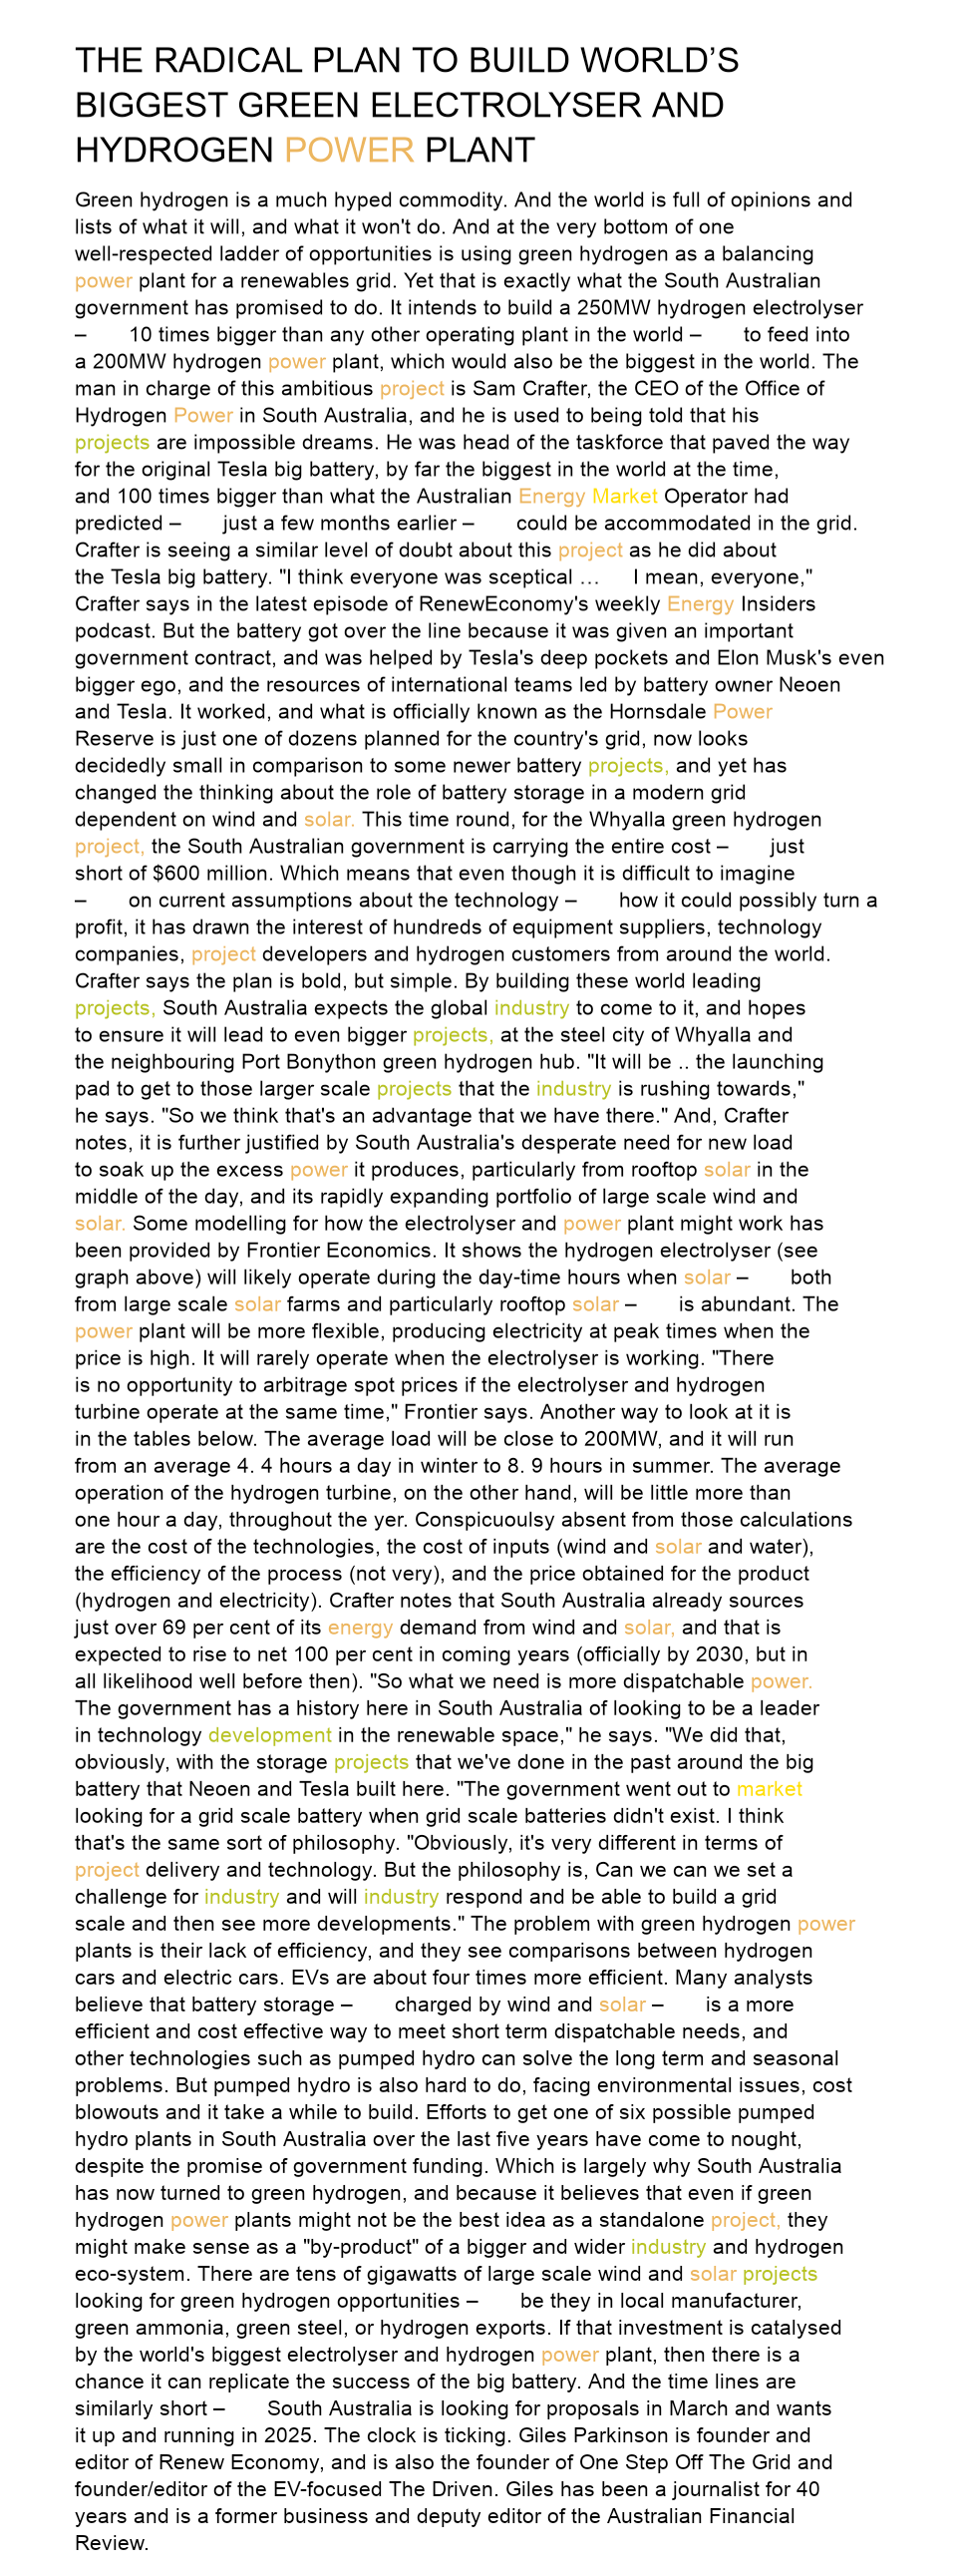 THE RADICAL PLAN TO BUILD WORLD’S
BIGGEST GREEN ELECTROLYSER AND
HYDROGEN POWER PLANT
Green hydrogen is a much hyped commodity. And the world is full of opinions and
lists of what it will, and what it won't do. And at the very bottom of one
well-respected ladder of opportunities is using green hydrogen as a balancing
power plant for a renewables grid. Yet that is exactly what the South Australian
government has promised to do. It intends to build a 250MW hydrogen electrolyser
– 10 times bigger than any other operating plant in the world – to feed into
a 200MW hydrogen power plant, which would also be the biggest in the world. The
man in charge of this ambitious project is Sam Crafter, the CEO of the Office of
Hydrogen Power in South Australia, and he is used to being told that his
projects are impossible dreams. He was head of the taskforce that paved the way
for the original Tesla big battery, by far the biggest in the world at the time,
and 100 times bigger than what the Australian Energy Market Operator had
predicted – just a few months earlier – could be accommodated in the grid.
Crafter is seeing a similar level of doubt about this project as he did about
the Tesla big battery. "I think everyone was sceptical … I mean, everyone,"
Crafter says in the latest episode of RenewEconomy's weekly Energy Insiders
podcast. But the battery got over the line because it was given an important
government contract, and was helped by Tesla's deep pockets and Elon Musk's even
bigger ego, and the resources of international teams led by battery owner Neoen
and Tesla. It worked, and what is officially known as the Hornsdale Power
Reserve is just one of dozens planned for the country's grid, now looks
decidedly small in comparison to some newer battery projects, and yet has
changed the thinking about the role of battery storage in a modern grid
dependent on wind and solar. This time round, for the Whyalla green hydrogen
project, the South Australian government is carrying the entire cost – just
short of $600 million. Which means that even though it is difficult to imagine
– on current assumptions about the technology – how it could possibly turn a
profit, it has drawn the interest of hundreds of equipment suppliers, technology
companies, project developers and hydrogen customers from around the world.
Crafter says the plan is bold, but simple. By building these world leading
projects, South Australia expects the global industry to come to it, and hopes
to ensure it will lead to even bigger projects, at the steel city of Whyalla and
the neighbouring Port Bonython green hydrogen hub. "It will be .. the launching
pad to get to those larger scale projects that the industry is rushing towards,"
he says. "So we think that's an advantage that we have there." And, Crafter
notes, it is further justified by South Australia's desperate need for new load
to soak up the excess power it produces, particularly from rooftop solar in the
middle of the day, and its rapidly expanding portfolio of large scale wind and
solar. Some modelling for how the electrolyser and power plant might work has
been provided by Frontier Economics. It shows the hydrogen electrolyser (see
graph above) will likely operate during the day-time hours when solar – both
from large scale solar farms and particularly rooftop solar – is abundant. The
power plant will be more flexible, producing electricity at peak times when the
price is high. It will rarely operate when the electrolyser is working. "There
is no opportunity to arbitrage spot prices if the electrolyser and hydrogen
turbine operate at the same time," Frontier says. Another way to look at it is
in the tables below. The average load will be close to 200MW, and it will run
from an average 4. 4 hours a day in winter to 8. 9 hours in summer. The average
operation of the hydrogen turbine, on the other hand, will be little more than
one hour a day, throughout the yer. Conspicuoulsy absent from those calculations
are the cost of the technologies, the cost of inputs (wind and solar and water),
the efficiency of the process (not very), and the price obtained for the product
(hydrogen and electricity). Crafter notes that South Australia already sources
just over 69 per cent of its energy demand from wind and solar, and that is
expected to rise to net 100 per cent in coming years (officially by 2030, but in
all likelihood well before then). "So what we need is more dispatchable power.
The government has a history here in South Australia of looking to be a leader
in technology development in the renewable space," he says. "We did that,
obviously, with the storage projects that we've done in the past around the big
battery that Neoen and Tesla built here. "The government went out to market
looking for a grid scale battery when grid scale batteries didn't exist. I think
that's the same sort of philosophy. "Obviously, it's very different in terms of
project delivery and technology. But the philosophy is, Can we can we set a
challenge for industry and will industry respond and be able to build a grid
scale and then see more developments." The problem with green hydrogen power
plants is their lack of efficiency, and they see comparisons between hydrogen
cars and electric cars. EVs are about four times more efficient. Many analysts
believe that battery storage – charged by wind and solar – is a more
efficient and cost effective way to meet short term dispatchable needs, and
other technologies such as pumped hydro can solve the long term and seasonal
problems. But pumped hydro is also hard to do, facing environmental issues, cost
blowouts and it take a while to build. Efforts to get one of six possible pumped
hydro plants in South Australia over the last five years have come to nought,
despite the promise of government funding. Which is largely why South Australia
has now turned to green hydrogen, and because it believes that even if green
hydrogen power plants might not be the best idea as a standalone project, they
might make sense as a "by-product" of a bigger and wider industry and hydrogen
eco-system. There are tens of gigawatts of large scale wind and solar projects
looking for green hydrogen opportunities – be they in local manufacturer,
green ammonia, green steel, or hydrogen exports. If that investment is catalysed
by the world's biggest electrolyser and hydrogen power plant, then there is a
chance it can replicate the success of the big battery. And the time lines are
similarly short – South Australia is looking for proposals in March and wants
it up and running in 2025. The clock is ticking. Giles Parkinson is founder and
editor of Renew Economy, and is also the founder of One Step Off The Grid and
founder/editor of the EV-focused The Driven. Giles has been a journalist for 40
years and is a former business and deputy editor of the Australian Financial
Review.